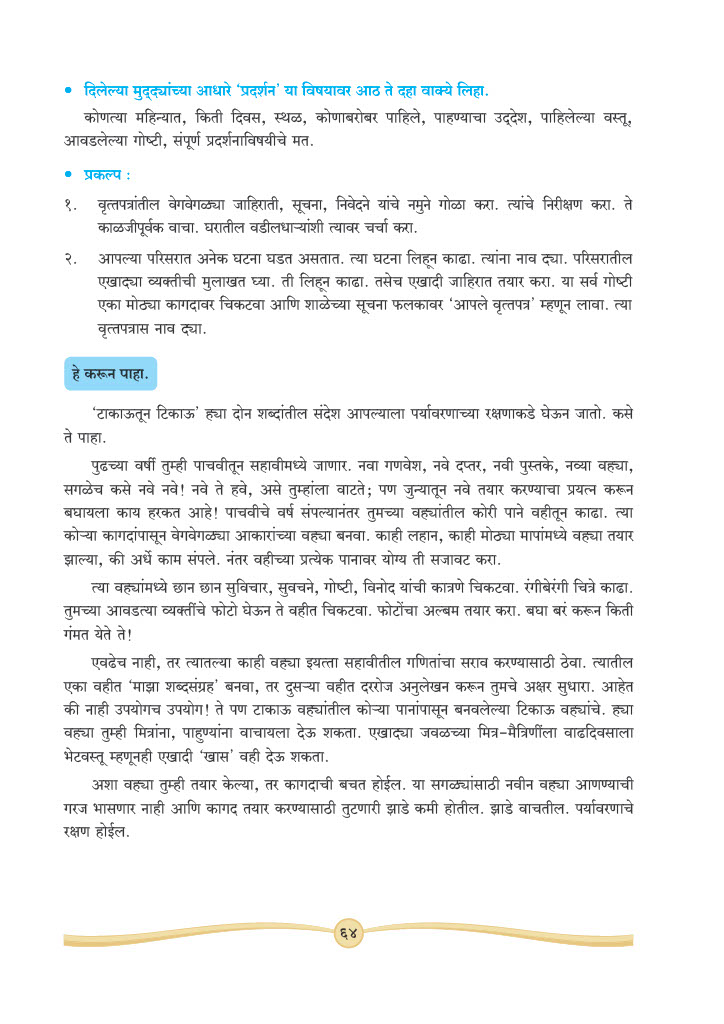 • दिलेल्या मुद्द्यांच्या आधारे ‘प्रदर्शन’ या विषयावर आठ ते दहा वाक्ये लिहा.
कोणत्या महिन्यात, किती दिवस, स्थळ, कोणाबरोबर पाहिले, पाहण्याचा उद्देश, पाहिलेल्या वस्तू,
आवडलेल्या गोष्टी, संपूर्ण प्रदर्शनाविषयीचे मत.
• प्रकल्प :
१. वृत्तपत्रांतील वेगवेगळ्या जाहिराती, सूचना, निवेदने यांचे नमुने गोळा करा. त्यांचे निरीक्षण करा. ते
काळजीपूर्वक वाचा. घरातील वडीलधाऱ्यांशी त्यावर चर्चा करा.
२. आपल्या परिसरात अनेक घटना घडत असतात. त्या घटना लिहून काढा. त्यांना नाव द्या. परिसरातील
एखाद्या व्यक्तीची मुलाखत घ्या. ती लिहून काढा. तसेच एखादी जाहिरात तयार करा. या सर्व गोष्टी
एका मोठ्या कागदावर चिकटवा आणि शाळेच्या सूचना फलकावर ‘आपले वृत्तपत्र’ म्हणून लावा. त्या
वृत्तपत्रास नाव द्या.
हे करून पाहा.
‘टाकाऊतून टिकाऊ’ ह्या दोन शब्दांतील संदेश आपल्याला पर्यावरणाच्या रक्षणाकडे घेऊन जातो. कसे
ते पाहा.
पुढच्या वर्षी तुम्ही पाचवीतून सहावीमध्ये जाणार. नवा गणवेश, नवे दप्तर, नवी पुस्तके, नव्या वह्या,
सगळेच कसे नवे नवे! नवे ते हवे, असे तुम्हांला वाटते; पण जुन्यातून नवे तयार करण्याचा प्रयत्न करून
बघायला काय हरकत आहे! पाचवीचे वर्ष संपल्यानंतर तुमच्या वह्यांतील कोरी पाने वहीतून काढा. त्या
कोऱ्या कागदांपासून वेगवेगळ्या आकारांच्या वह्या बनवा. काही लहान, काही मोठ्या मापांमध्ये वह्या तयार
झाल्या, की अर्धे काम संपले. नंतर वहीच्या प्रत्येक पानावर योग्य ती सजावट करा.
त्या वह्यांमध्ये छान छान सुविचार, सुवचने, गोष्टी, विनोद यांची कात्रणे चिकटवा. रंगीबेरंगी चित्रे काढा.
तुमच्या आवडत्या व्यक्तींचे फोटो घेऊन ते वहीत चिकटवा. फोटोंचा अल्बम तयार करा. बघा बरं करून किती
गंमत येते ते!
एवढेच नाही, तर त्यातल्या काही वह्या इयत्ता सहावीतील गणितांचा सराव करण्यासाठी ठेवा. त्यातील
एका वहीत ‘माझा शब्दसंग्रह’ बनवा, तर दुसऱ्या वहीत दररोज अनुलेखन करून तुमचे अक्षर सुधारा. आहेत
की नाही उपयोगच उपयोग! ते पण टाकाऊ वह्यांतील कोऱ्या पानांपासून बनवलेल्या टिकाऊ वह्यांचे. ह्या
वह्या तुम्ही मित्रांना, पाहुण्यांना वाचायला देऊ शकता. एखाद्या जवळच्या मित्र-मैत्रिणींला वाढदिवसाला
भेटवस्तू म्हणूनही एखादी ‘खास’ वही देऊ शकता.
अशा वह्या तुम्ही तयार केल्या, तर कागदाची बचत होईल. या सगळ्यांसाठी नवीन वह्या आणण्याची
गरज भासणार नाही आणि कागद तयार करण्यासाठी तुटणारी झाडे कमी होतील. झाडे वाचतील. पर्यावरणाचे
रक्षण होईल.
६४